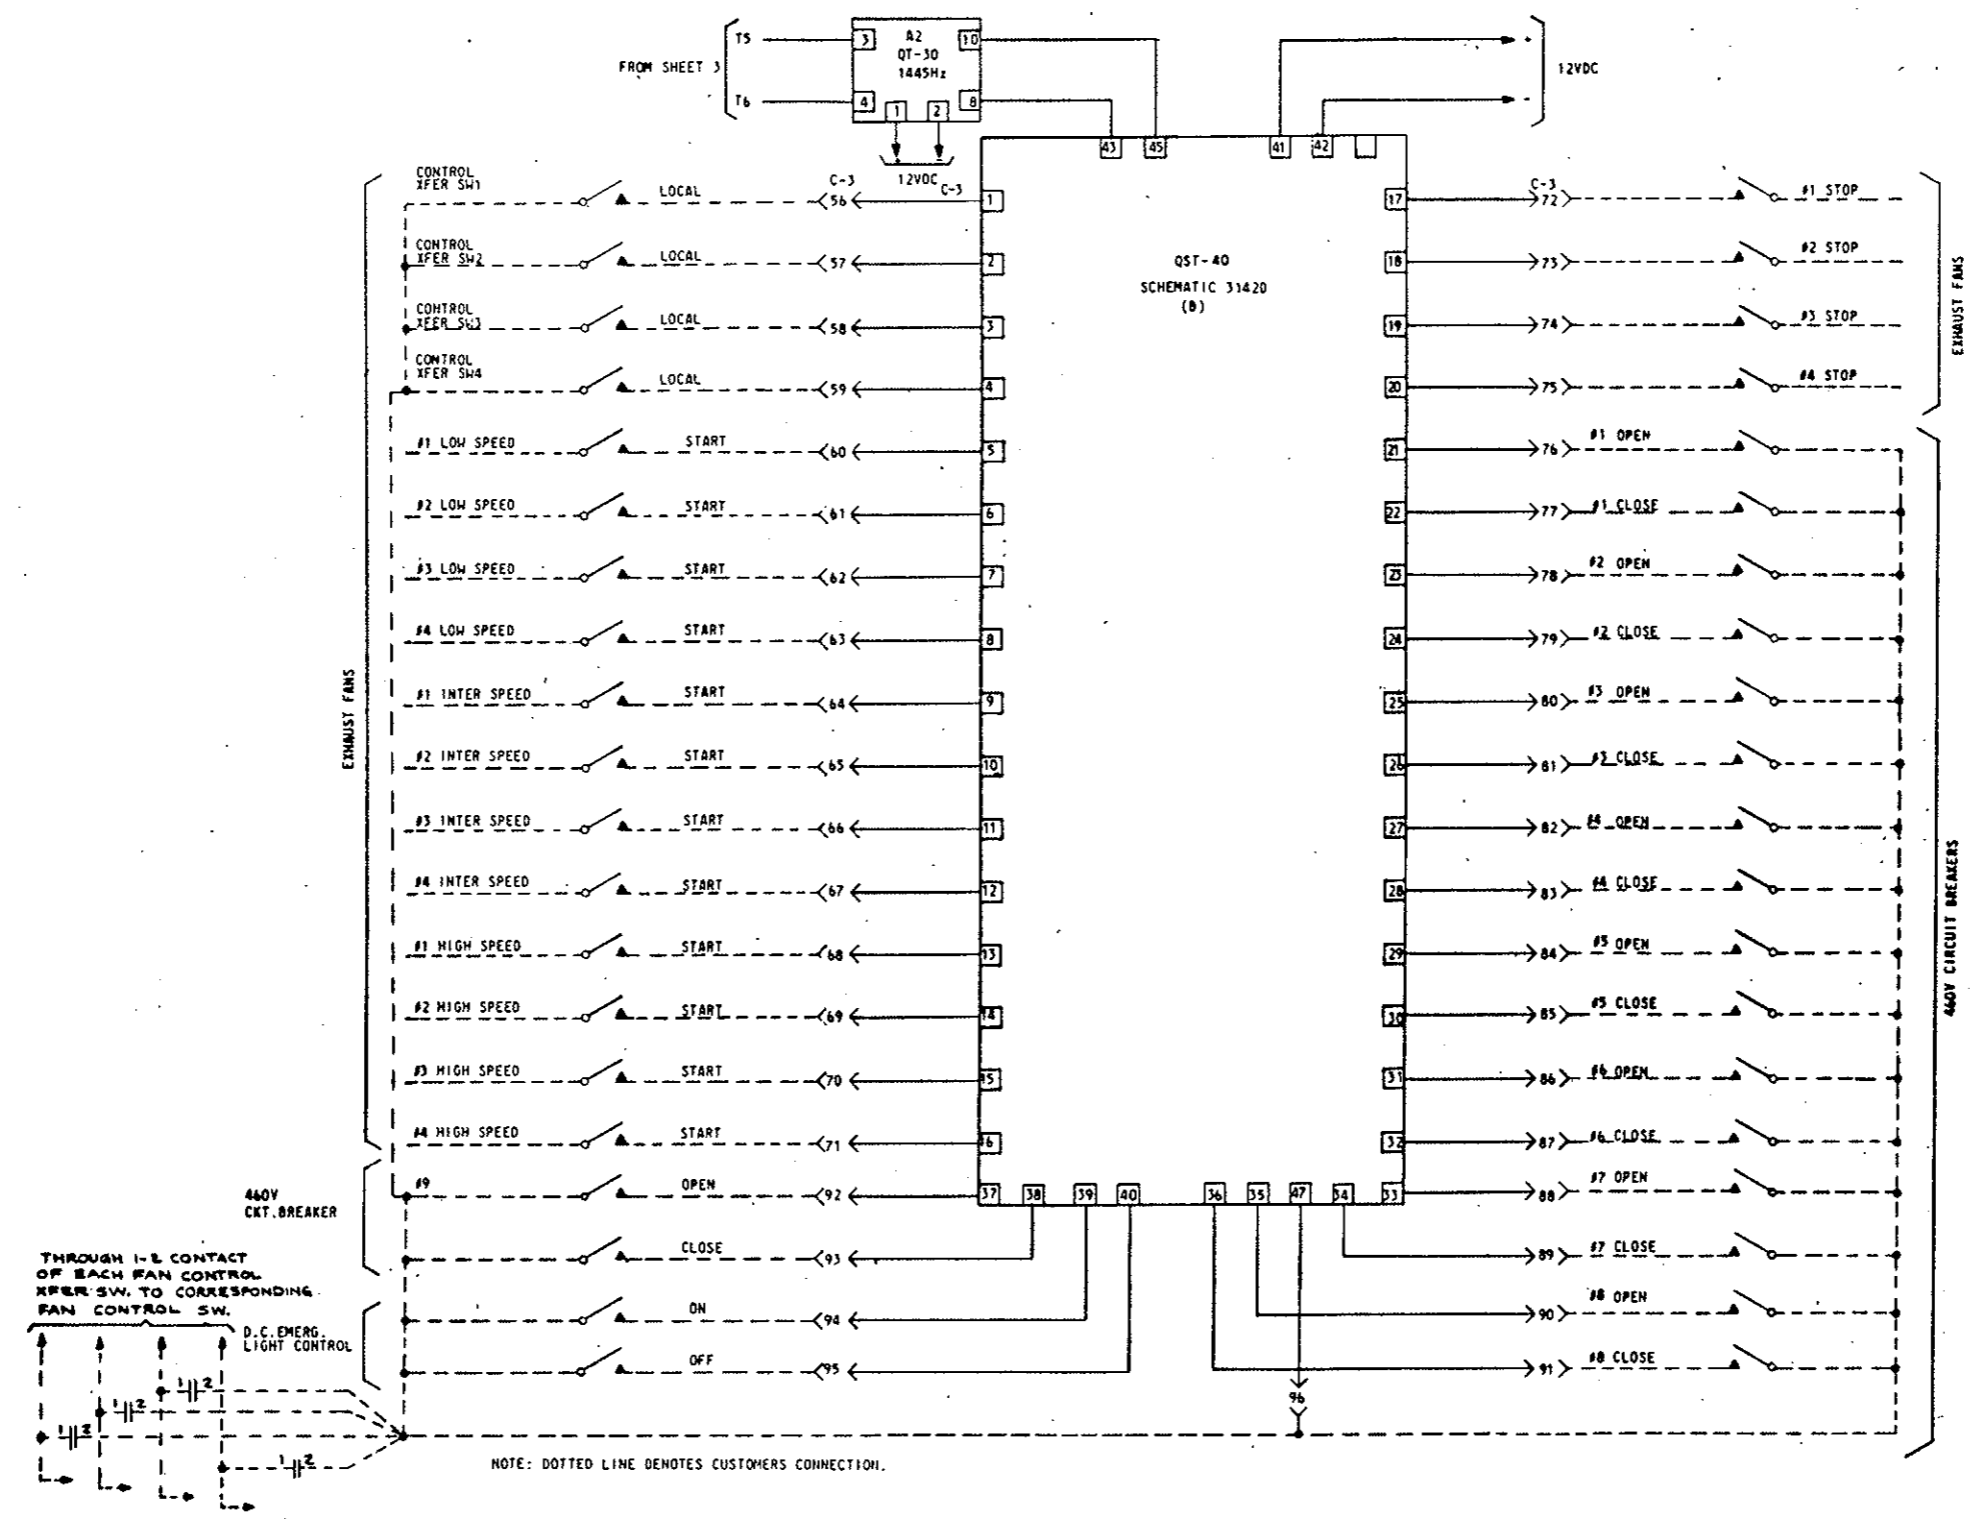 FROM SHEET 3
T5
T6
3
4
A2
QT-30
1445Hz
10
8
1
2
12VDC
+
-
12VDC
43
45
41
42
QST-40
SCHEMATIC 3142D
(B)
EXHAUST FANS
C-3
C-3
CONTROL
XFER SW1
LOCAL
56
1
CONTROL
XFER SW2
LOCAL
57
2
CONTROL
XFER SW3
LOCAL
58
3
CONTROL
XFER SW4
LOCAL
59
4
#1 LOW SPEED
START
60
5
#2 LOW SPEED
START
61
6
#3 LOW SPEED
START
62
7
#4 LOW SPEED
START
63
8
#1 INTER SPEED
START
64
9
#2 INTER SPEED
START
65
10
#3 INTER SPEED
START
66
11
#4 INTER SPEED
START
67
12
#1 HIGH SPEED
START
68
13
#2 HIGH SPEED
START
69
14
#3 HIGH SPEED
START
70
15
#4 HIGH SPEED
START
71
16
460V
CKT.BREAKER
#9
OPEN
92
37
CLOSE
93
38
39
40
D.C.EMERG.
LIGHT CONTROL
ON
94
OFF
95
36
35
47
34
33
96
C-3
17
72
#1 STOP
18
73
#2 STOP
19
74
#3 STOP
20
75
#4 STOP
EXHAUST FANS
21
76
#1 OPEN
22
77
#1 CLOSE
23
78
#2 OPEN
24
79
#2 CLOSE
25
80
#3 OPEN
26
81
#3 CLOSE
27
82
#4 OPEN
28
83
#4 CLOSE
29
84
#5 OPEN
30
85
#5 CLOSE
31
86
#6 OPEN
32
87
#6 CLOSE
88
#7 OPEN
89
#7 CLOSE
90
#8 OPEN
91
#8 CLOSE
460V CIRCUIT BREAKERS
THROUGH 1-2 CONTACT
OF EACH FAN CONTROL
XFER SW. TO CORRESPONDING
FAN CONTROL SW.
1 2
1 2
1 2
1 2
NOTE: DOTTED LINE DENOTES CUSTOMERS CONNECTION.